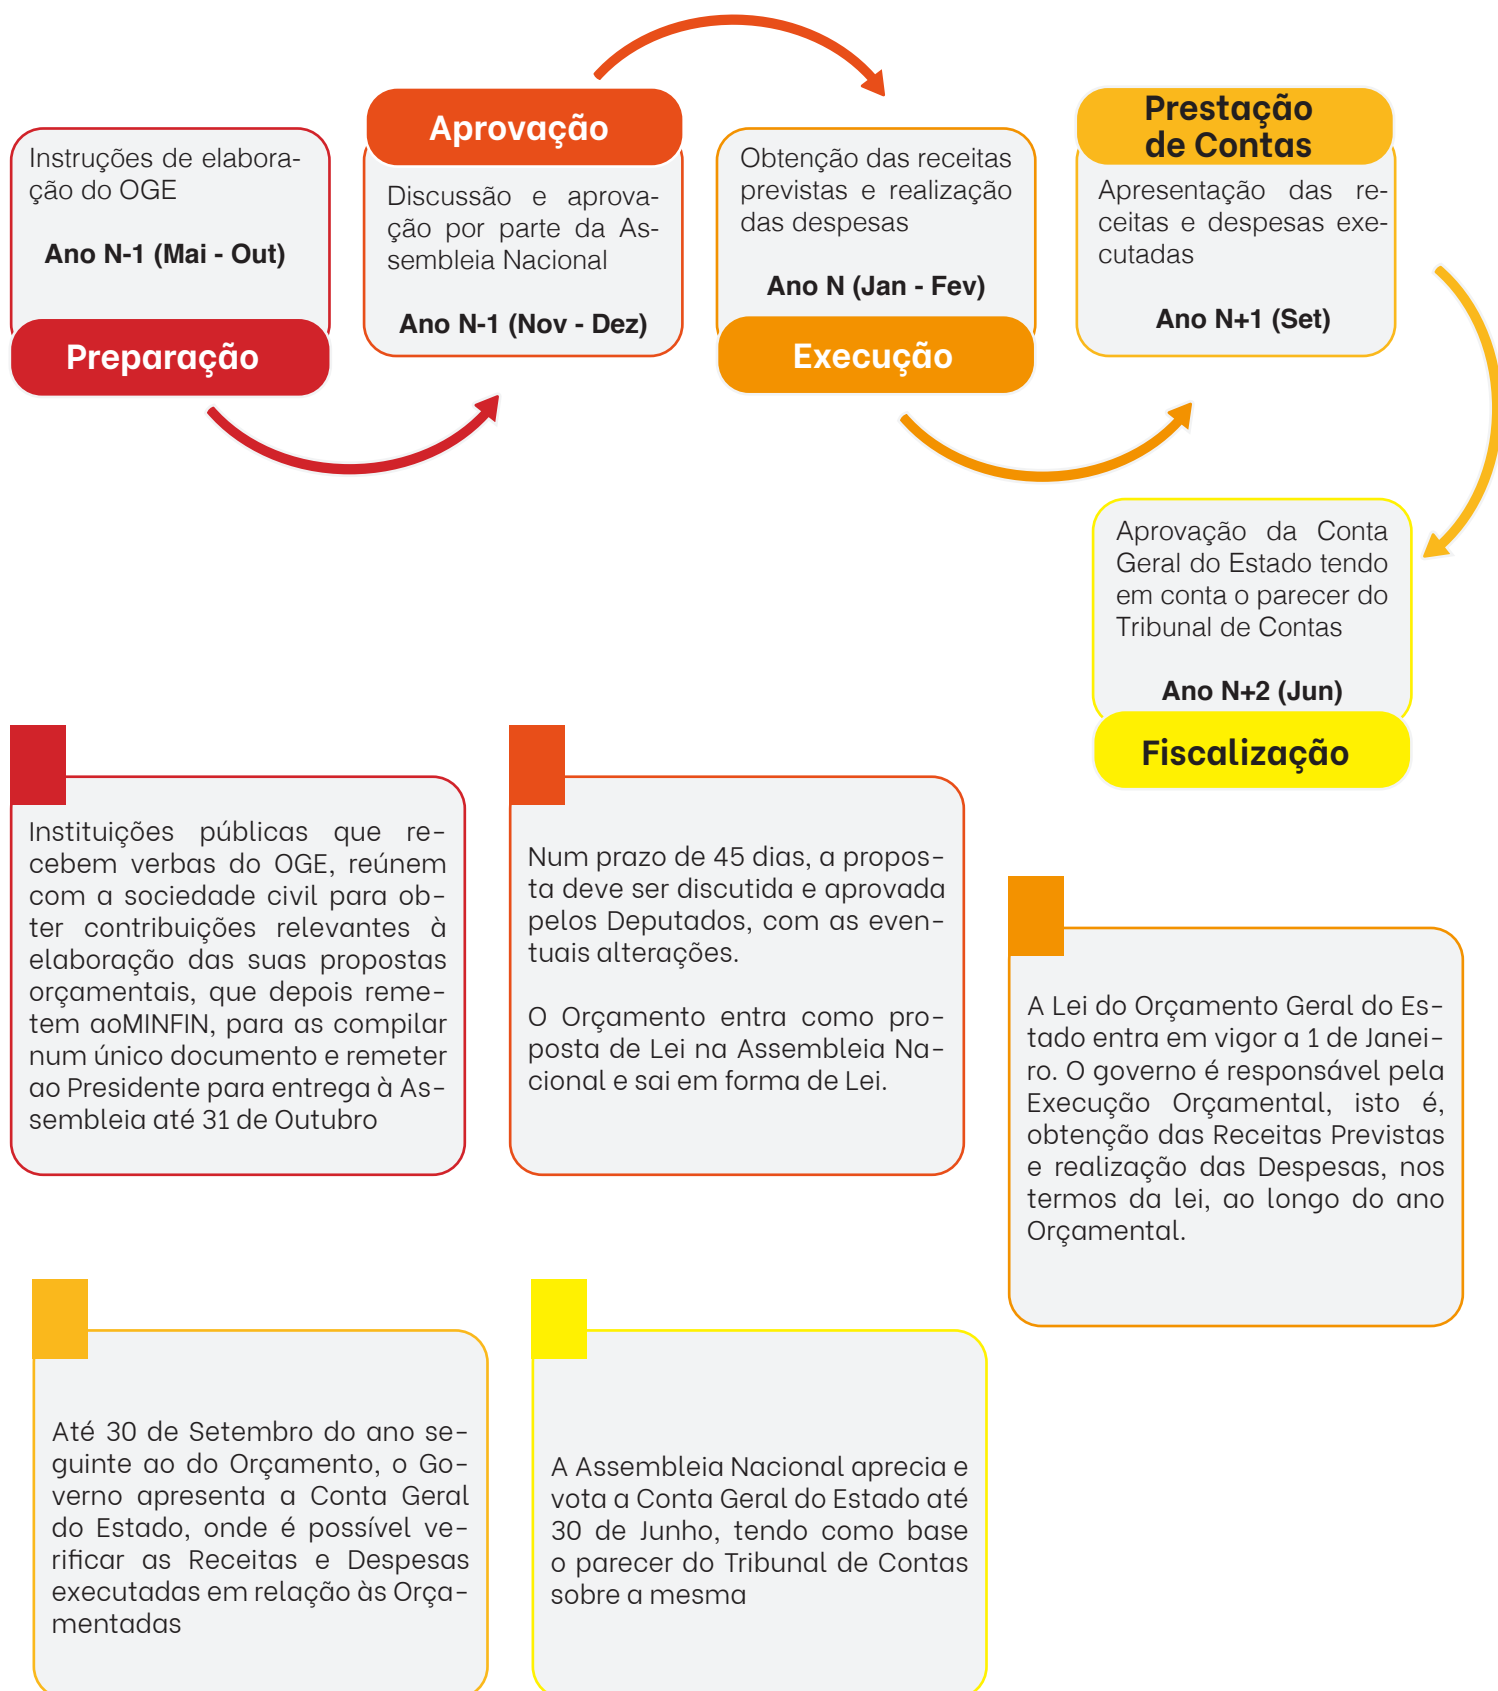 Instruções de elabora-
ção do OGE
Ano N-1 (Mai - Out)
Preparação
Aprovação
Discussão e aprova-
ção por parte da As-
sembleia Nacional
Ano N-1 (Nov - Dez)
Obtenção das receitas
previstas e realização
das despesas
Ano N (Jan - Fev)
Execução
Prestação
de Contas
Apresentação das re-
ceitas e despesas exe-
cutadas
Ano N+1 (Set)
Aprovação da Conta
Geral do Estado tendo
em conta o parecer do
Tribunal de Contas
Ano N+2 (Jun)
Fiscalização
Instituições públicas que re-
cebem verbas do OGE, reúnem
com a sociedade civil para ob-
ter contribuições relevantes à
elaboração das suas propostas
orçamentais, que depois reme-
tem aoMINFIN, para as compilar
num único documento e remeter
ao Presidente para entrega à As-
sembleia até 31 de Outubro
Num prazo de 45 dias, a propos-
ta deve ser discutida e aprovada
pelos Deputados, com as even-
tuais alterações.
O Orçamento entra como pro-
posta de Lei na Assembleia Na-
cional e sai em forma de Lei.
A Lei do Orçamento Geral do Es-
tado entra em vigor a 1 de Janei-
ro. O governo é responsável pela
Execução Orçamental, isto é,
obtenção das Receitas Previstas
e realização das Despesas, nos
termos da lei, ao longo do ano
Orçamental.
Até 30 de Setembro do ano se-
guinte ao do Orçamento, o Go-
verno apresenta a Conta Geral
do Estado, onde é possível ve-
rificar as Receitas e Despesas
executadas em relação às Orça-
mentadas
A Assembleia Nacional aprecia e
vota a Conta Geral do Estado até
30 de Junho, tendo como base
o parecer do Tribunal de Contas
sobre a mesma